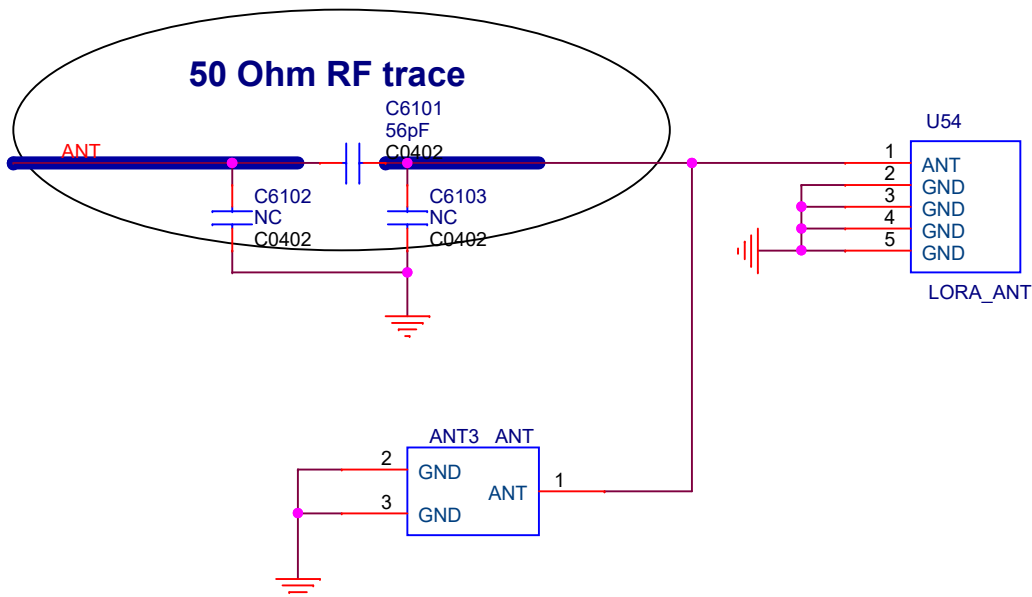 50 Ohm RF trace
C6101
56pF
C0402
ANT
C6102
NC
C0402
C6103
NC
C0402
U54
1
ANT
2
GND
3
GND
4
GND
5
GND
LORA_ANT
ANT3 ANT
2
GND
ANT
1
3
GND